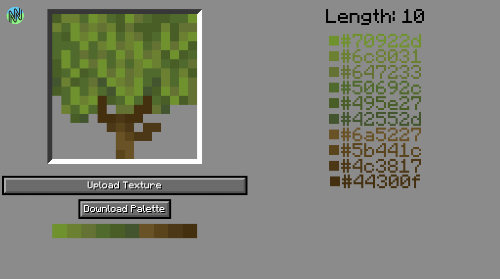 Length: 10
#70922d
#6c8031
#647233
#50692c
#495e27
#42552d
#6a5227
#5b441c
#4c3817
#44300f
Upload Texture
Download Palette